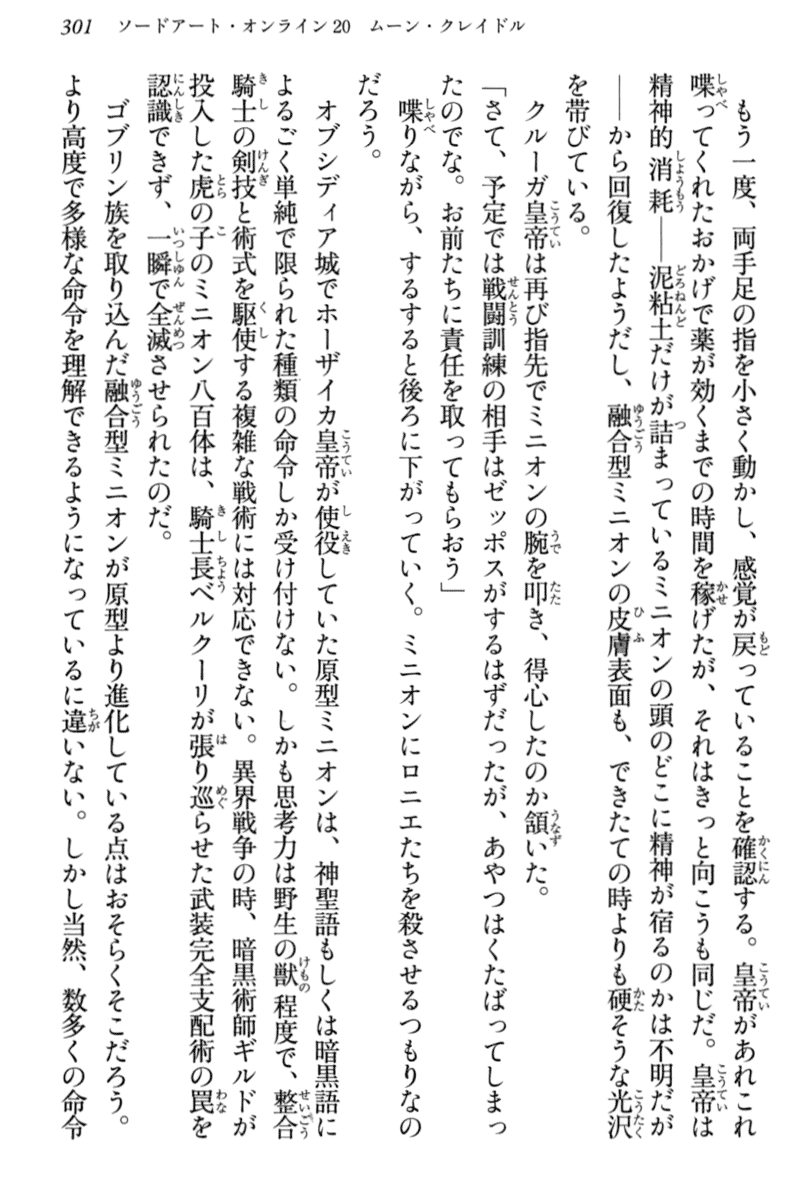 301 ソードアート・オンライン20 ムーン・クレイドル
もう一度、両手足の指を小さく動かし、感覚が戻っていることを確認する。皇帝があれこれ
喋ってくれたおかげで薬が効くまでの時間を稼げたが、それはきっと向こうも同じだ。皇帝は
精神的消耗――泥粘土だけが詰まっているミニオンの頭のどこに精神が宿るのかは不明だが
――から回復したようだし、融合型ミニオンの皮膚表面も、できたての時よりも硬そうな光沢
を帯びている。
クルーガ皇帝は再び指先でミニオンの腕を叩き、得心したのか頷いた。
「さて、予定では戦闘訓練の相手はゼッポスがするはずだったが、あやつはくたばってしまっ
たのでな。お前たちに責任を取ってもらおう」
喋りながら、するすると後ろに下がっていく。ミニオンにロニエたちを殺させるつもりなの
だろう。
オブシディア城でホーザイカ皇帝が使役していた原型ミニオンは、神聖語もしくは暗黒語に
よるごく単純で限られた種類の命令しか受け付けない。しかも思考力は野生の獣程度で、整合
騎士の剣技と術式を駆使する複雑な戦術には対応できない。異界戦争の時、暗黒術師ギルドが
投入した虎の子のミニオン八百体は、騎士長ベルクーリが張り巡らせた武装完全支配術の罠を
認識できず、一瞬で全滅させられたのだ。
ゴブリン族を取り込んだ融合型ミニオンが原型より進化している点はおそらくそこだろう。
より高度で多様な命令を理解できるようになっているに違いない。しかし当然、数多くの命令